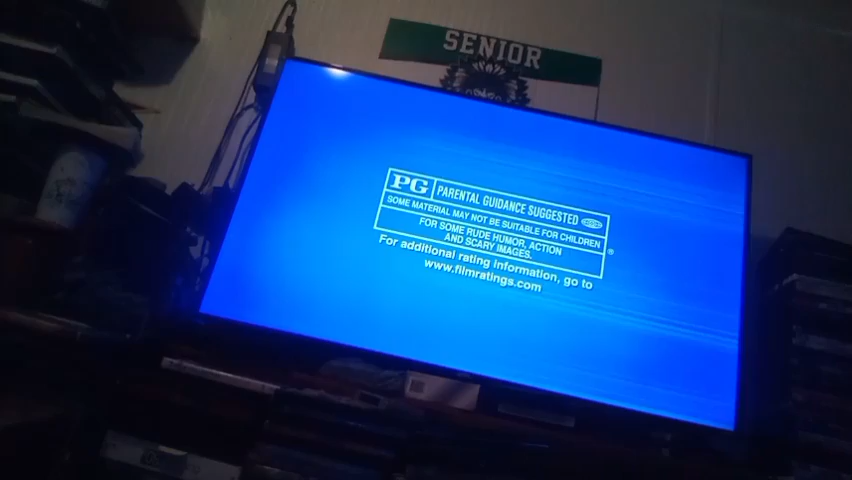 SENIOR
PG PARENTAL GUIDANCE SUGGESTED
SOME MATERIAL MAY NOT BE SUITABLE FOR CHILDREN
FOR SOME RUDE HUMOR, ACTION
AND SCARY IMAGES.
®
For additional rating information, go to
www.filmratings.com